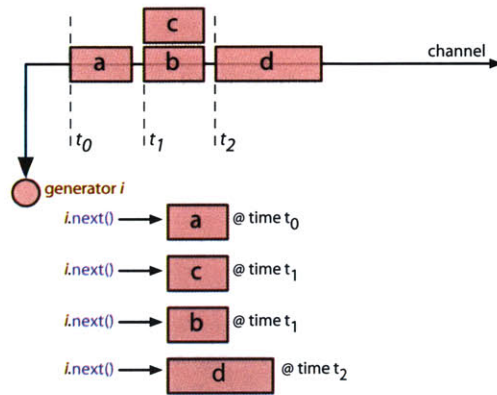 c
a b d channel
t0 t1 t2
generator i
i.next() a @ time t0
i.next() c @ time t1
i.next() b @ time t1
i.next() d @ time t2